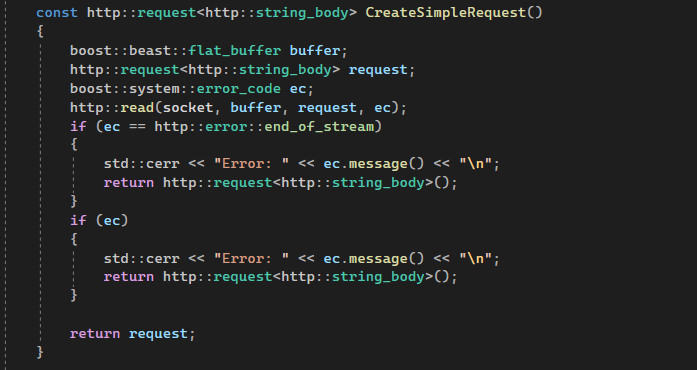 const http::request<http::string_body> CreateSimpleRequest()
{
boost::beast::flat_buffer buffer;
http::request<http::string_body> request;
boost::system::error_code ec;
http::read(socket, buffer, request, ec);
if (ec == http::error::end_of_stream)
{
std::cerr << "Error: " << ec.message() << "\n";
return http::request<http::string_body>();
}
if (ec)
{
std::cerr << "Error: " << ec.message() << "\n";
return http::request<http::string_body>();
}
return request;
}